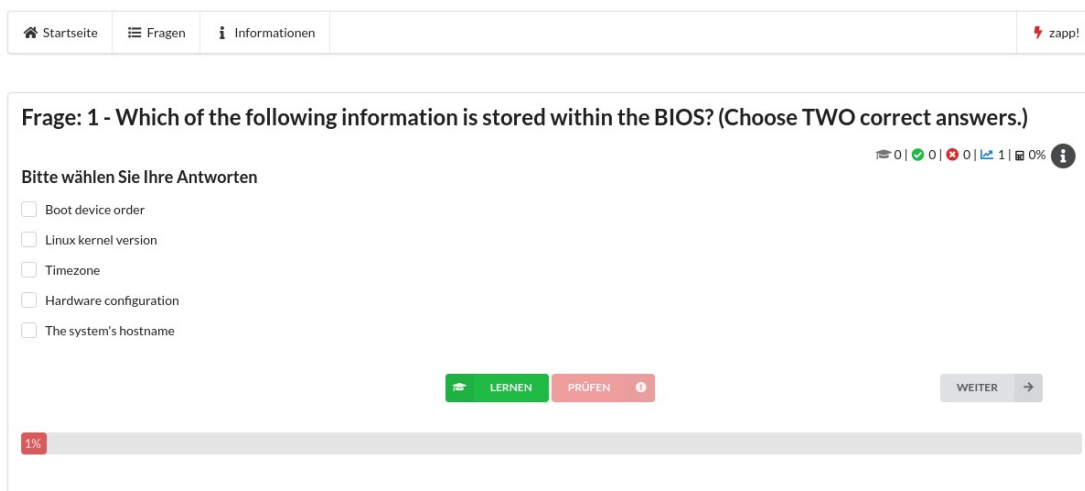 Startseite Fragen Informationen zapp!
Frage: 1 - Which of the following information is stored within the BIOS? (Choose TWO correct answers.)
0 | 0 | 0 | 1 | 0%
Bitte wählen Sie Ihre Antworten
Boot device order
Linux kernel version
Timezone
Hardware configuration
The system's hostname
LERNEN PRÜFEN WEITER
1%